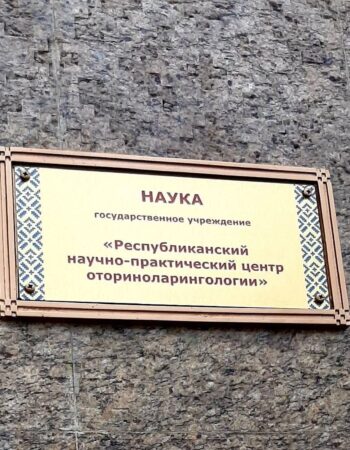 НАУКА
государственное учреждение
«Республиканский
научно-практический центр
оториноларингологии»